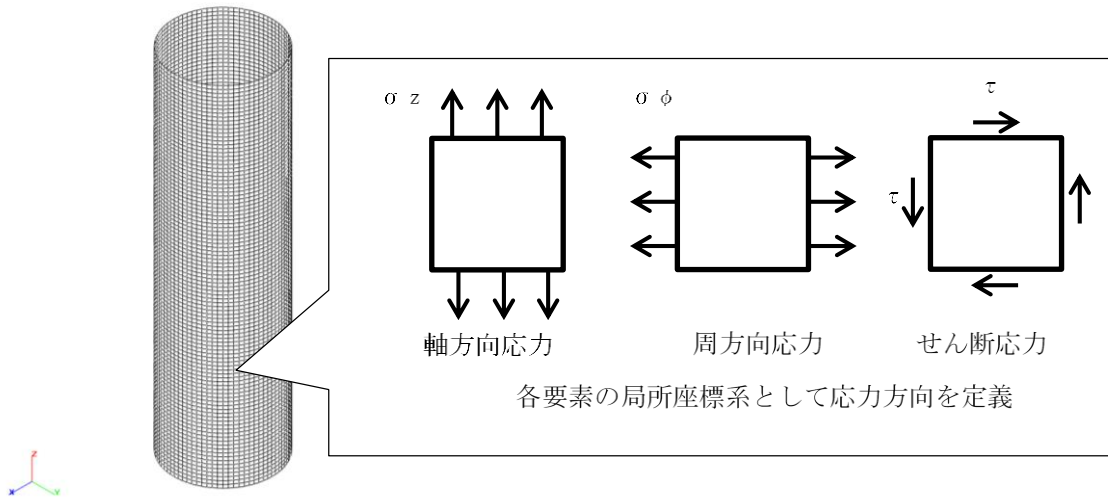 σ z
σ φ
τ
τ
軸方向応力
周方向応力
せん断応力
各要素の局所座標系として応力方向を定義
Z
X
Y